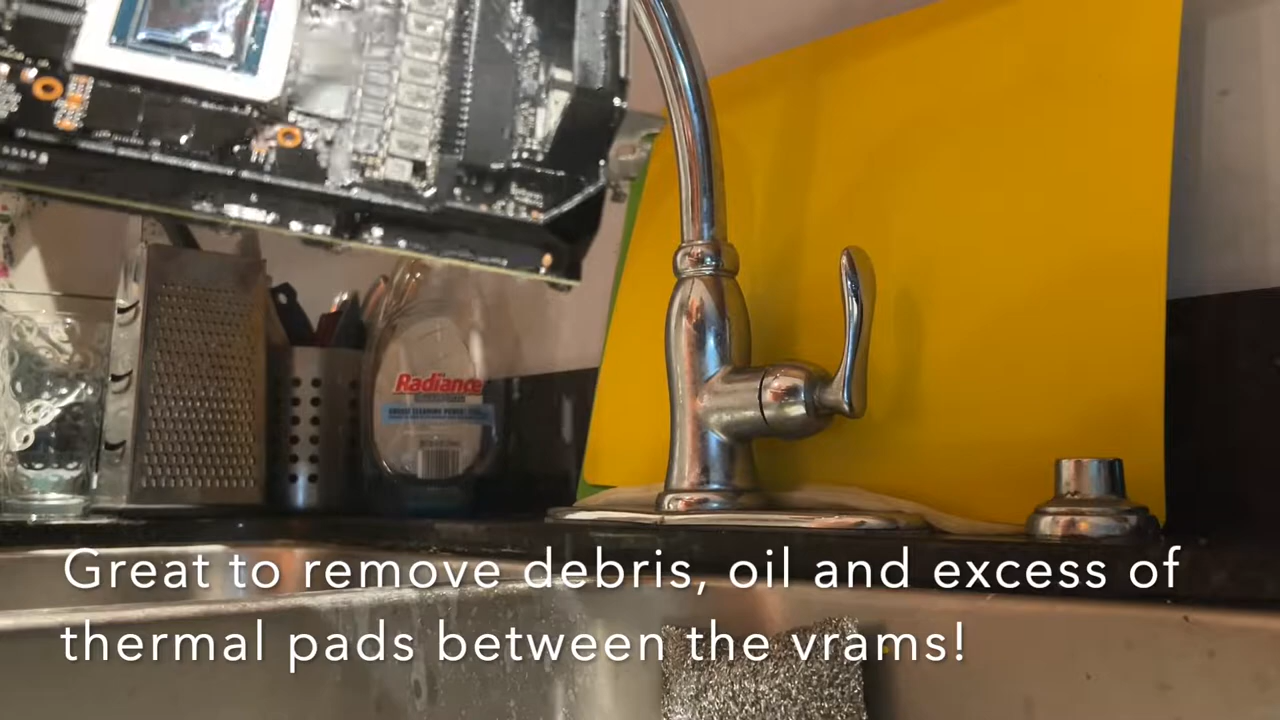 Radiance
Great to remove debris, oil and excess of
thermal pads between the vrams!